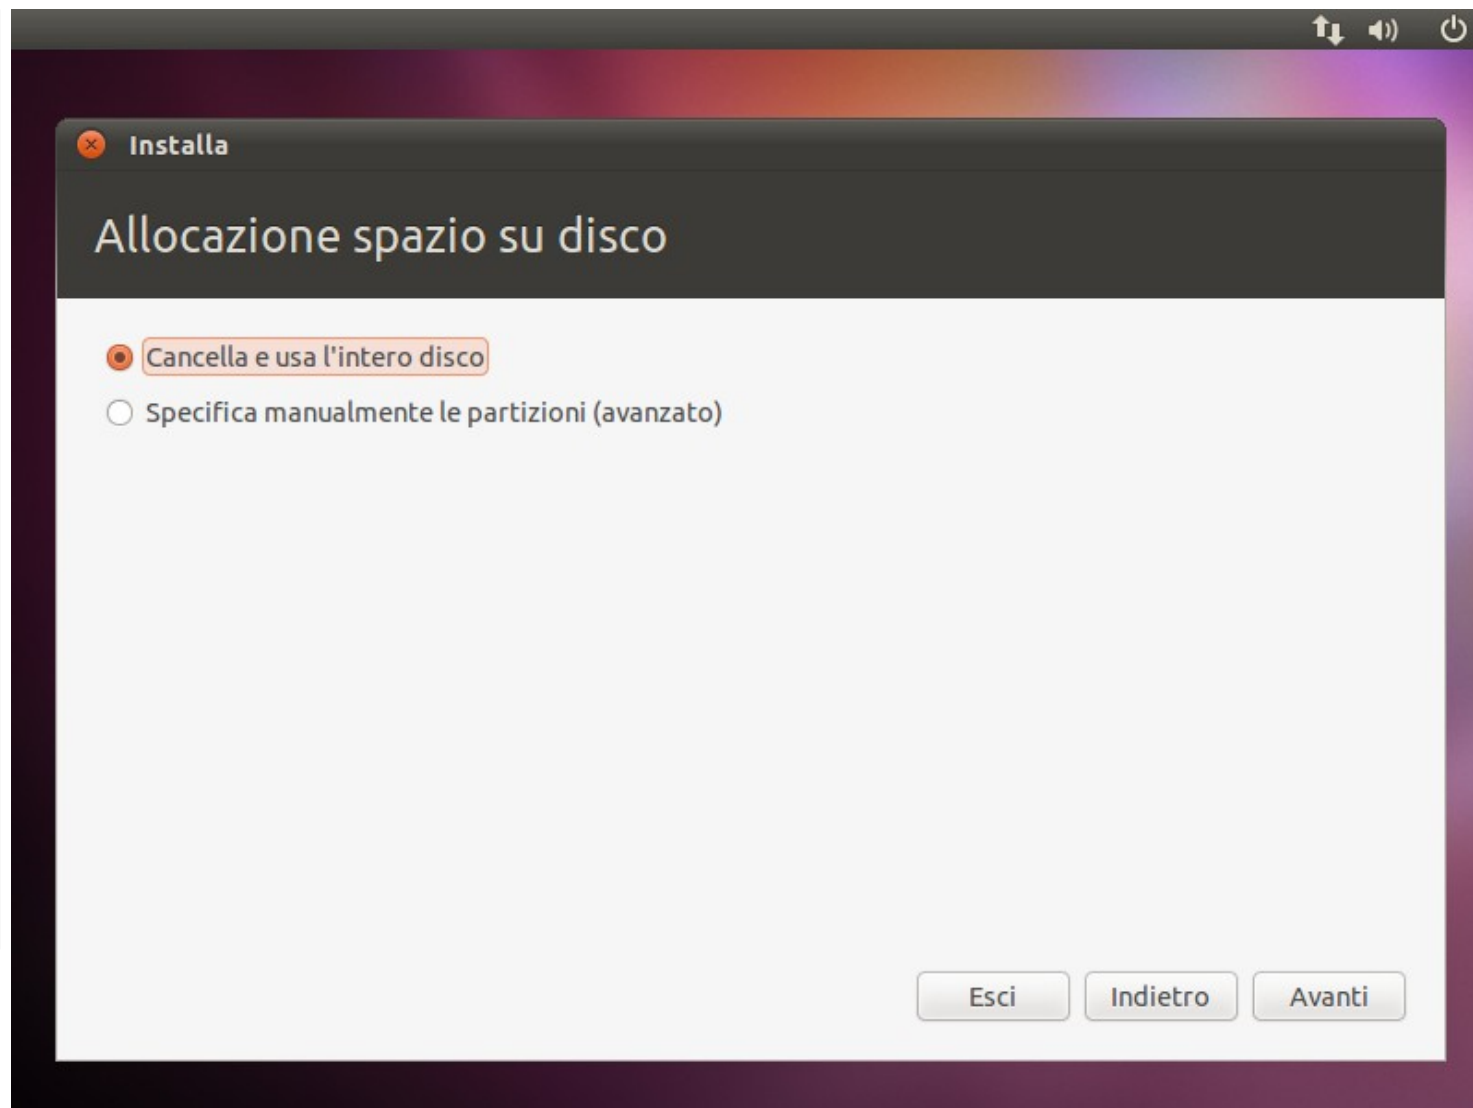 Installa
Allocazione spazio su disco
Cancella e usa l'intero disco
Specifica manualmente le partizioni (avanzato)
Esci Indietro Avanti